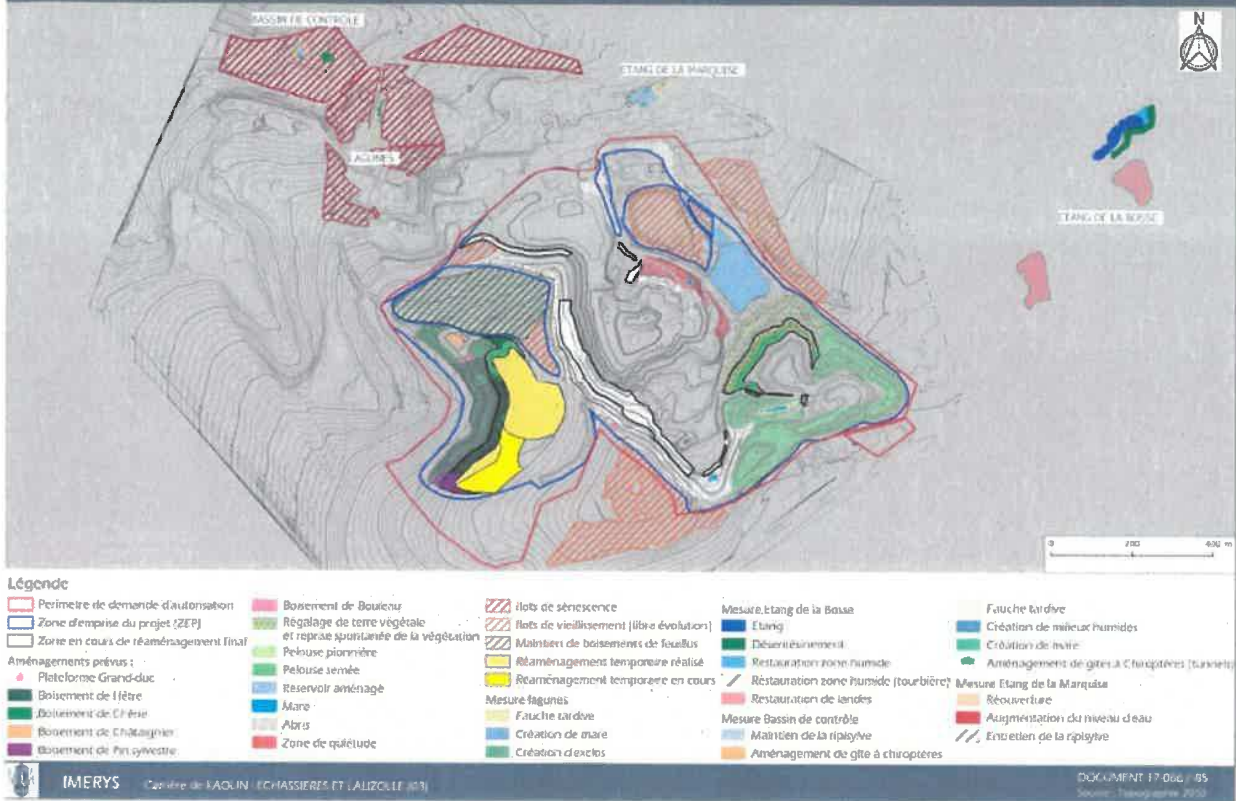 BASSIN DE CONTRÔLE
N
ETANG DE LA MARQUISE
LAGUNES
ETANG DE LA BOSSE
0 200 400 m
Légende
Périmètre de demande d'autorisation
Zone d'emprise du projet (ZEP)
Zone en cours de réaménagement final
Aménagements prévus :
Plateforme Grand-duc
Boisement de Hêtre
Boisement de Chêne
Boisement de Châtaignier
Boisement de Pin sylvestre
Boisement de Bouleau
Régalage de terre végétale
et reprise spontanée de la végétation
Pelouse pionnière
Pelouse semée
Reservoir aménagé
Mare
Abris
Zone de quiétude
Ilots de sénescence
Ilots de vieillissement (libre évolution)
Maintien de boisements de feuillus
Réaménagement temporaire réalisé
Réaménagement temporaire en cours
Mesure lagunes
Fauche tardive
Création de mare
Création d'exclos
Mesure Etang de la Bosse
Etang
Désenrésinement
Restauration zone humide
Restauration zone humide (tourbière)
Restauration de landes
Mesure Bassin de contrôle
Maintien de la ripisylve
Aménagement de gîte à chiroptères
Fauche tardive
Création de milieux humides
Création de mare
Aménagement de gîtes à Chiroptères (tunnels)
Mesure Etang de la Marquise
Réouverture
Augmentation du niveau d'eau
Entretien de la ripisylve
IMERYS
Carrière de KAOLIN ECHASSIERES ET LALIZOLLE (03)
DOCUMENT 17.066 / 85
Source : Topographie